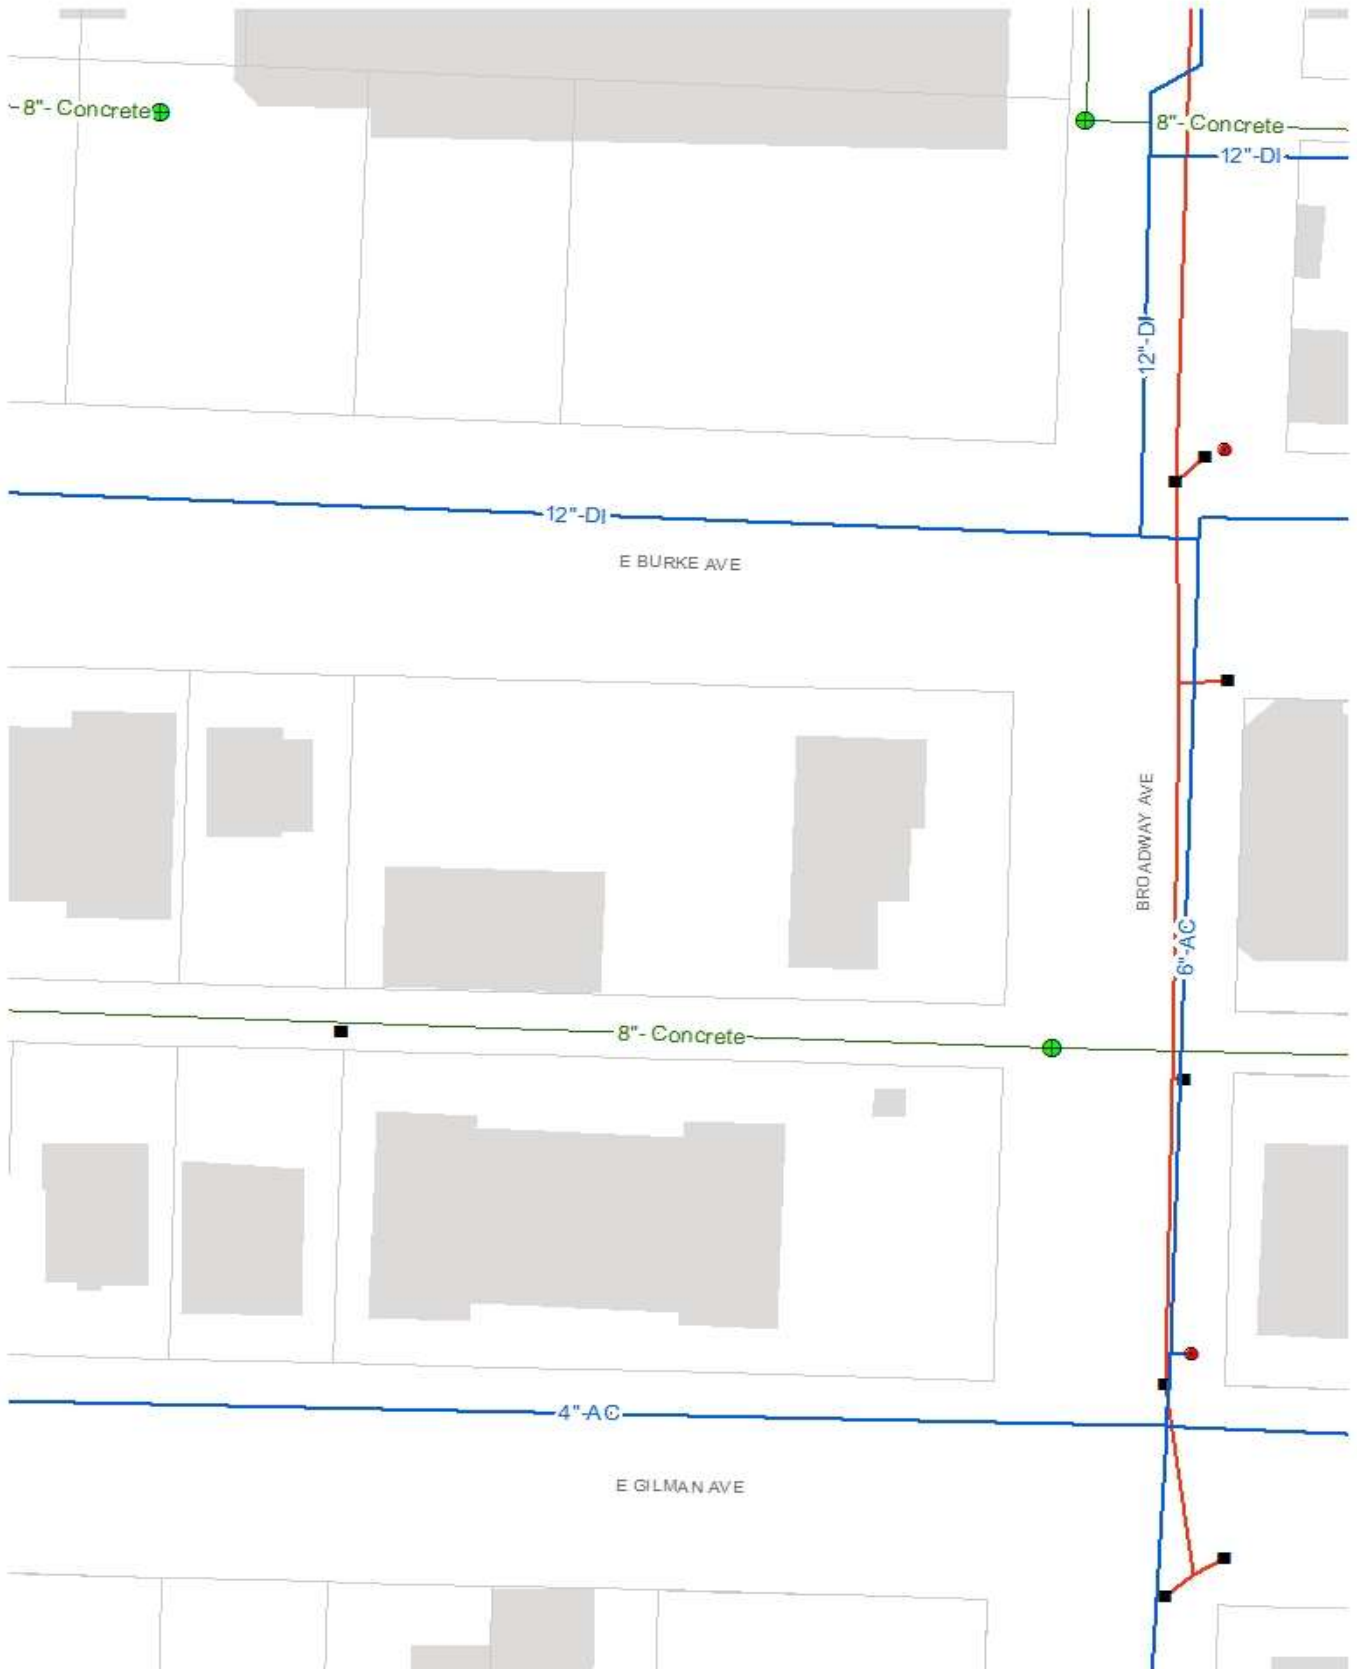 8"- Concrete
8"- Concrete
12"-DI
12"-DI
12"-DI
E BURKE AVE
BROADWAY AVE
6"-AC
8"- Concrete
4"-AC
E GILMAN AVE